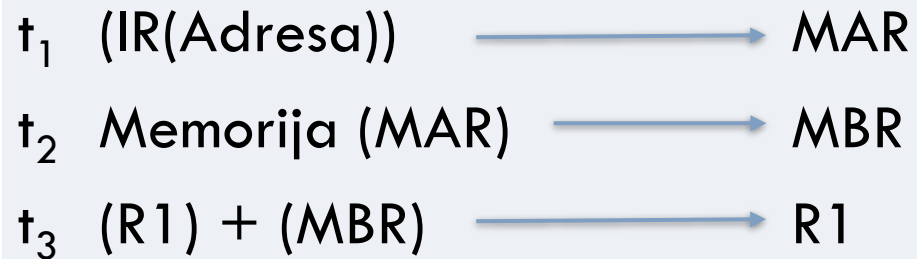 t₁ (IR(Adresa)) → MAR
t₂ Memorija (MAR) → MBR
t₃ (R1) + (MBR) → R1